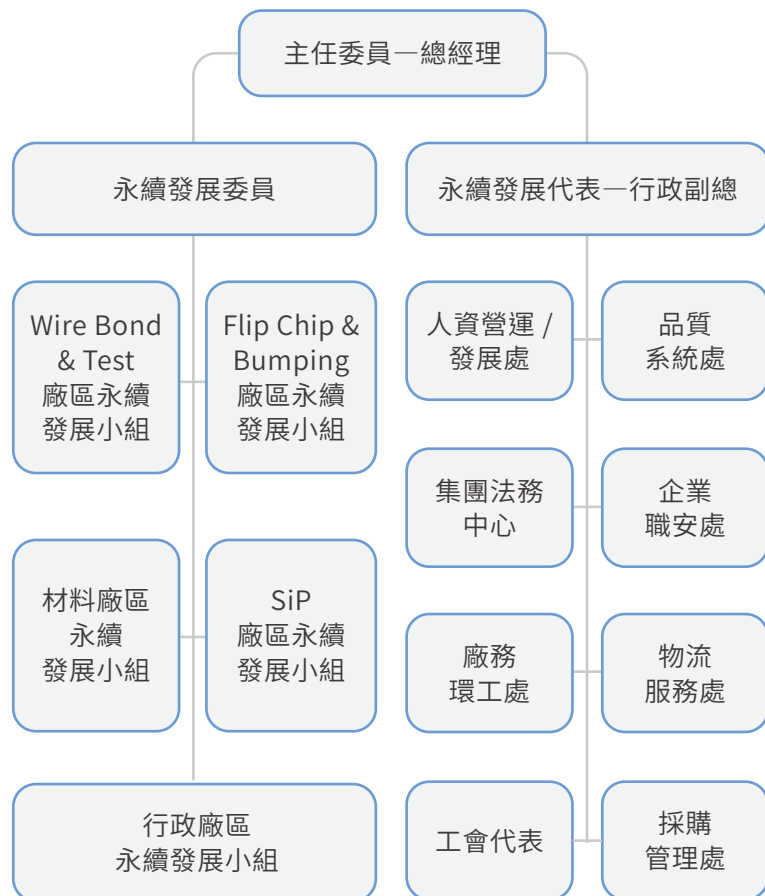 主任委員—總經理
永續發展委員
永續發展代表—行政副總
Wire Bond
& Test
廠區永續
發展小組
Flip Chip &
Bumping
廠區永續
發展小組
人資營運 /
發展處
品質
系統處
集團法務
中心
企業
職安處
材料廠區
永續
發展小組
SiP
廠區永續
發展小組
廠務
環工處
物流
服務處
行政廠區
永續發展小組
工會代表
採購
管理處